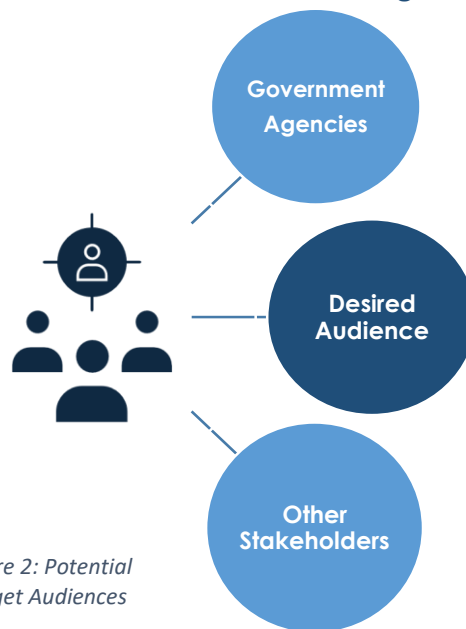 Government
Agencies
Desired
Audience
Other
Stakeholders
re 2: Potential
get Audiences